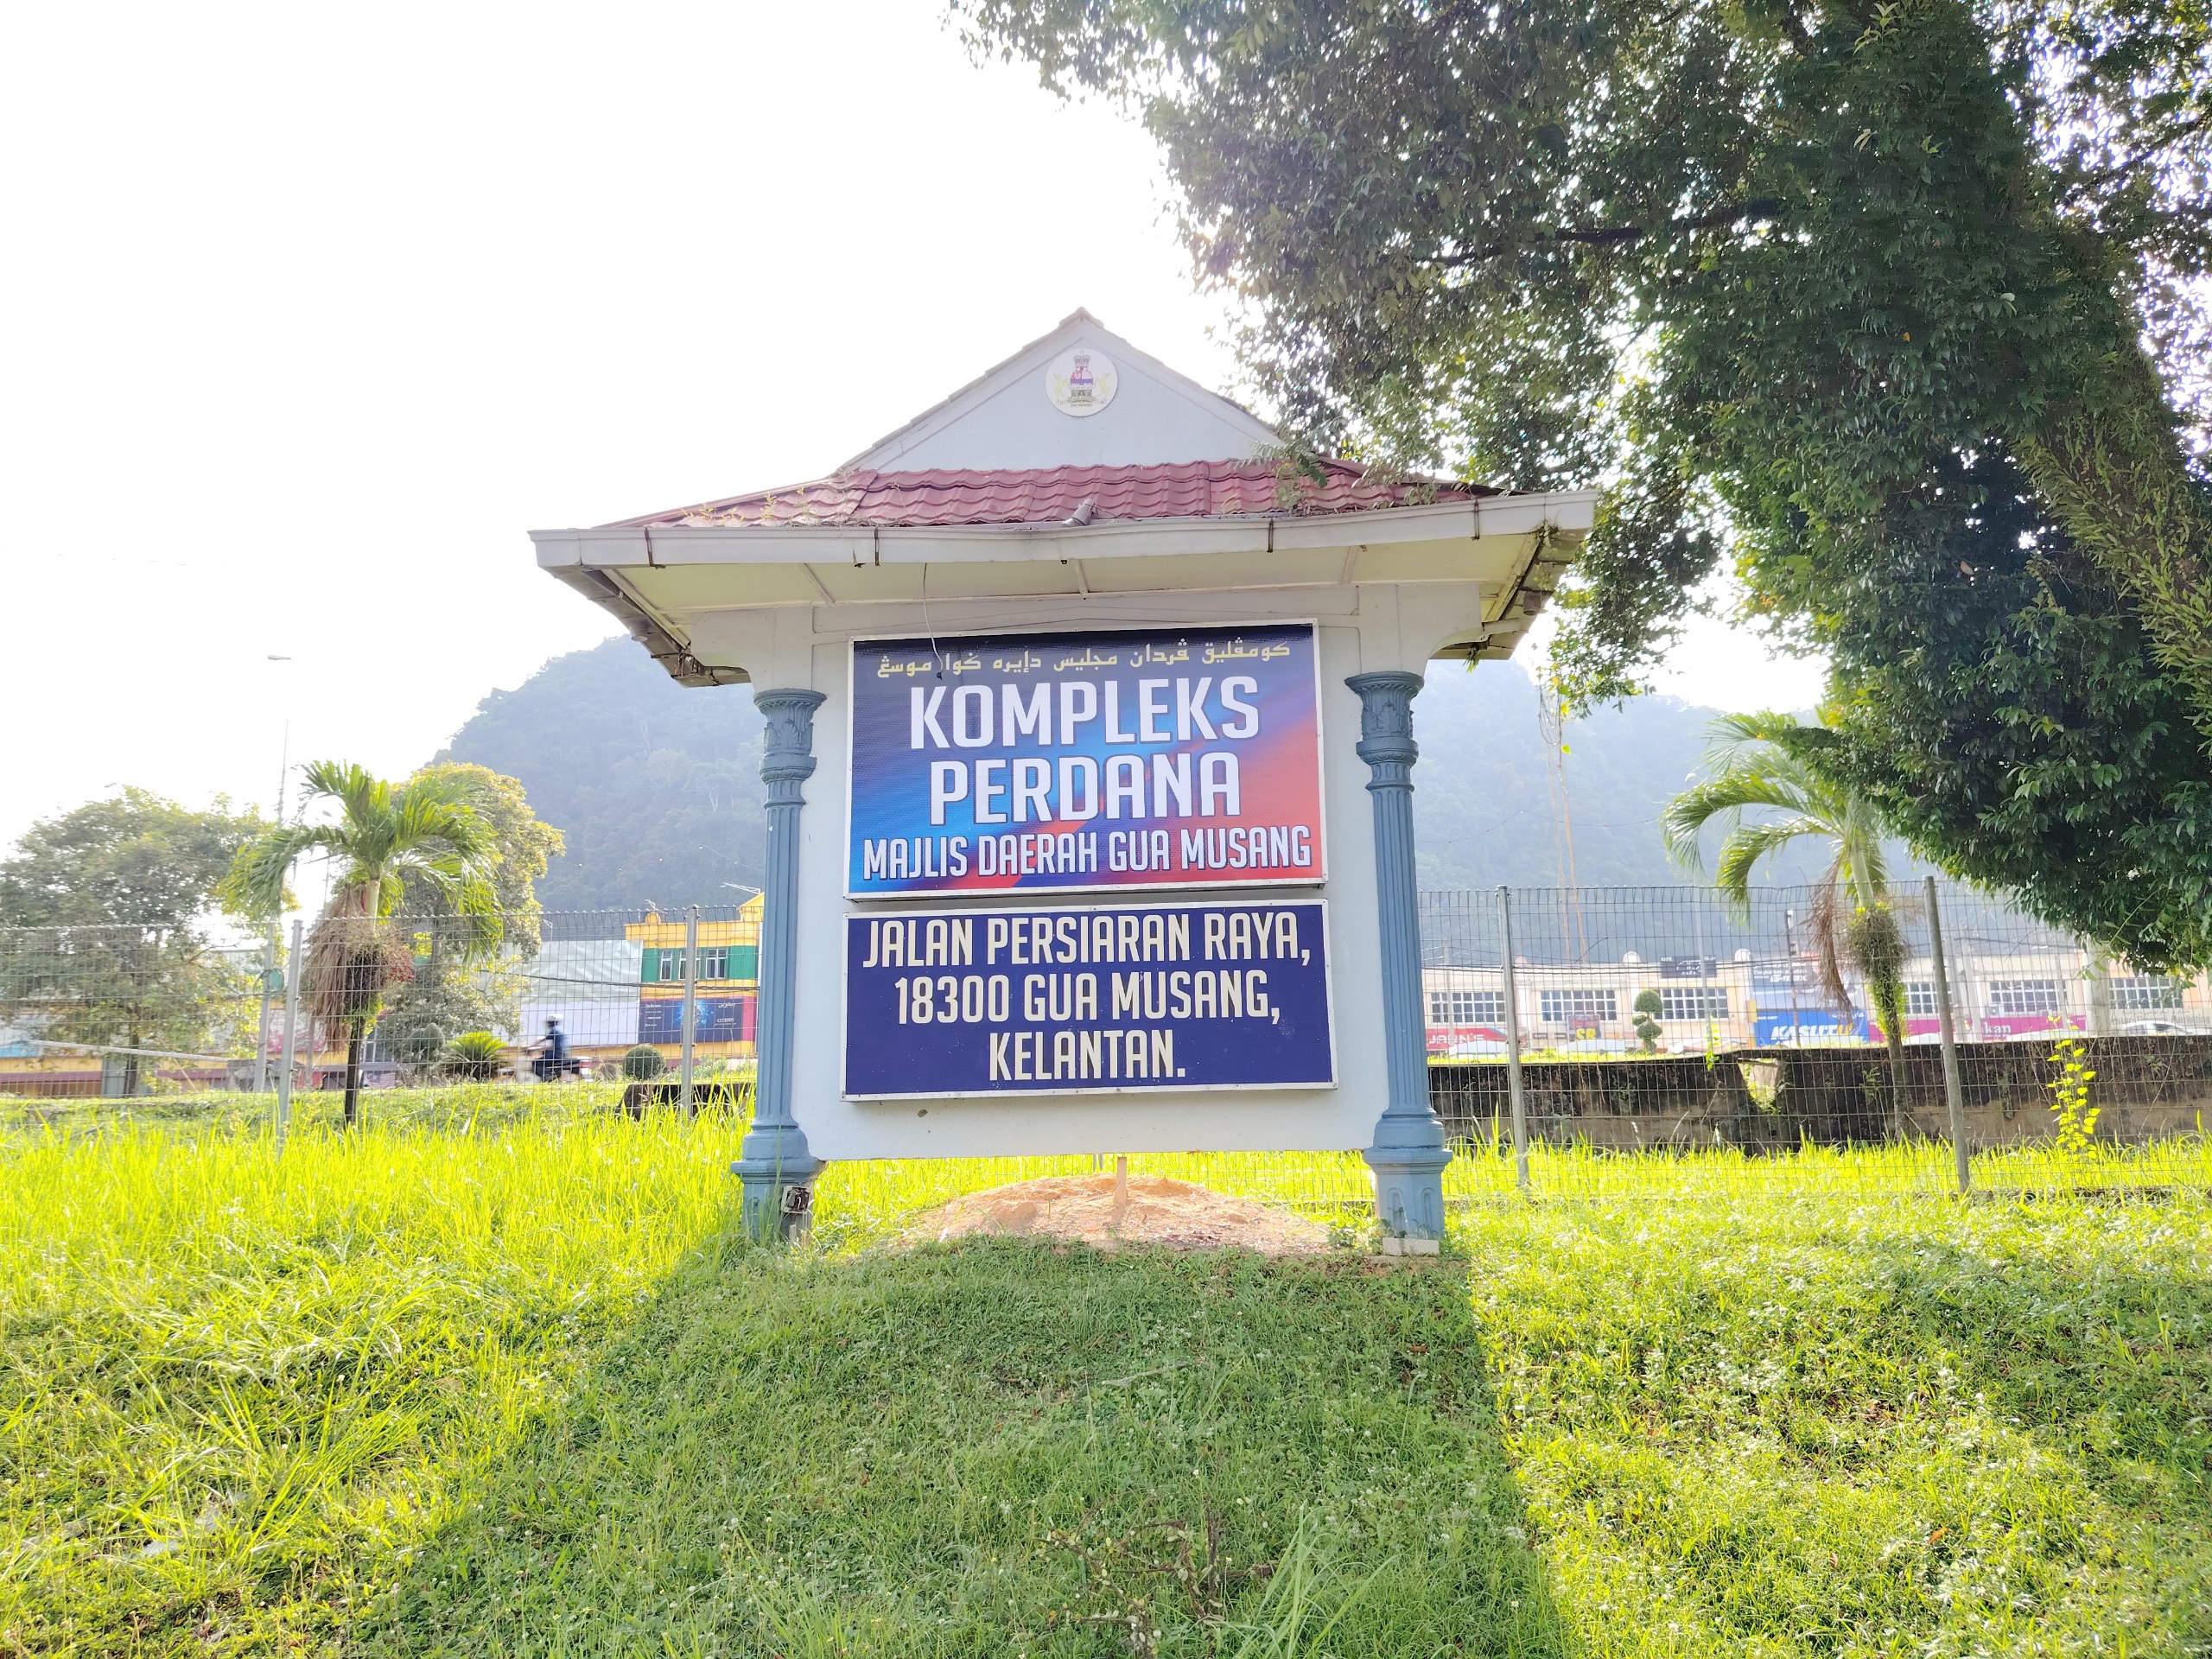 كومڤليق ڤردان مجليس دايره ݢوا موسڠ
KOMPLEKS
PERDANA
MAJLIS DAERAH GUA MUSANG
JALAN PERSIARAN RAYA,
18300 GUA MUSANG,
KELANTAN.
KASUTU